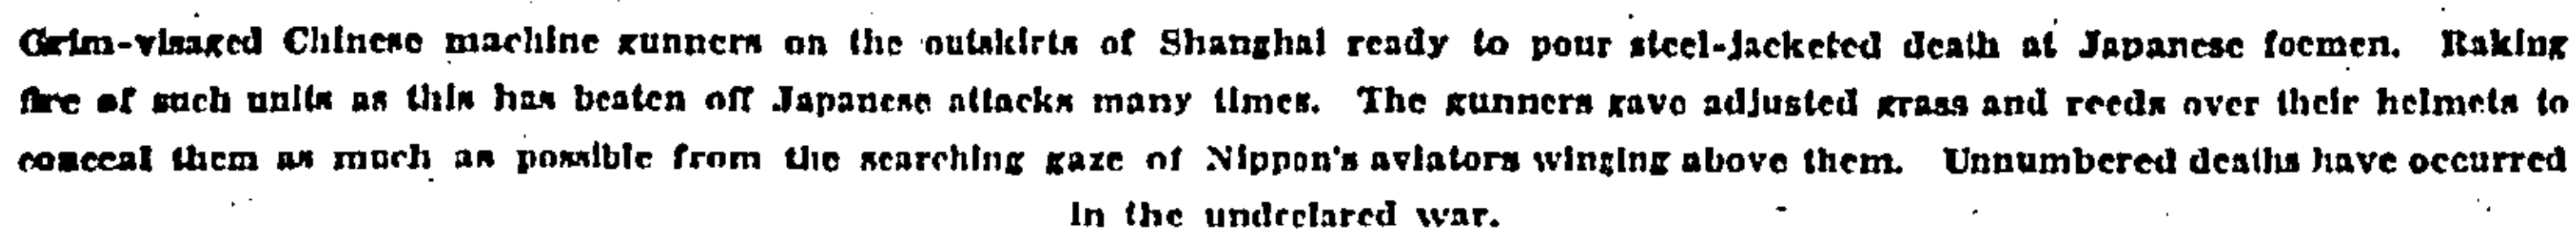 Grim-visaged Chinese machine gunners on the outskirts of Shanghai ready to pour steel-jacketed death at Japanese foemen. Raking
fire of such units as this has beaten off Japanese attacks many times. The gunners gave adjusted grass and reeds over their helmets to
conceal them as much as possible from the searching gaze of Nippon's aviators winging above them. Unnumbered deaths have occurred
in the undeclared war.